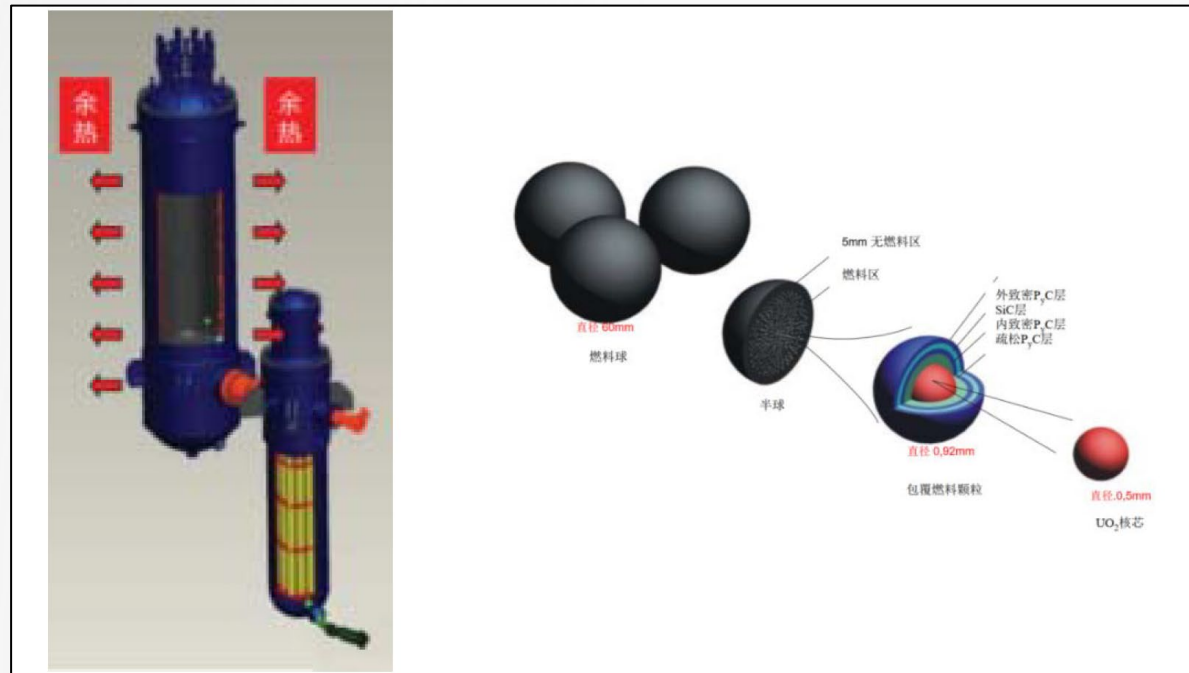 余热
余热
5mm 无燃料区
燃料区
外致密PyC层
SiC层
内致密PyC层
疏松PyC层
直径 60mm
燃料球
半球
直径 0,92mm
包覆燃料颗粒
直径.0,5mm
UO₂核芯